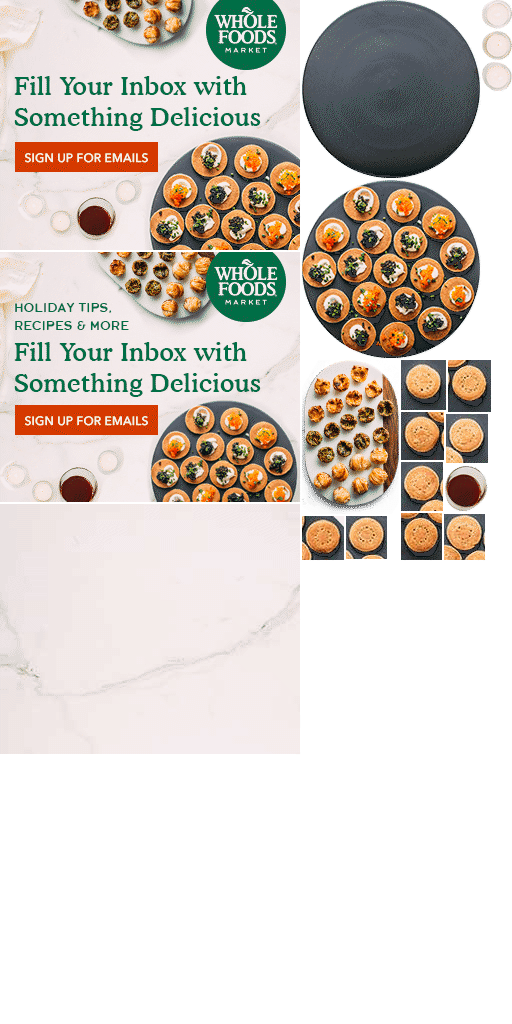 WHOLE
FOODS
MARKET
Fill Your Inbox with
Something Delicious
SIGN UP FOR EMAILS
WHOLE
FOODS
MARKET
HOLIDAY TIPS,
RECIPES & MORE
Fill Your Inbox with
Something Delicious
SIGN UP FOR EMAILS